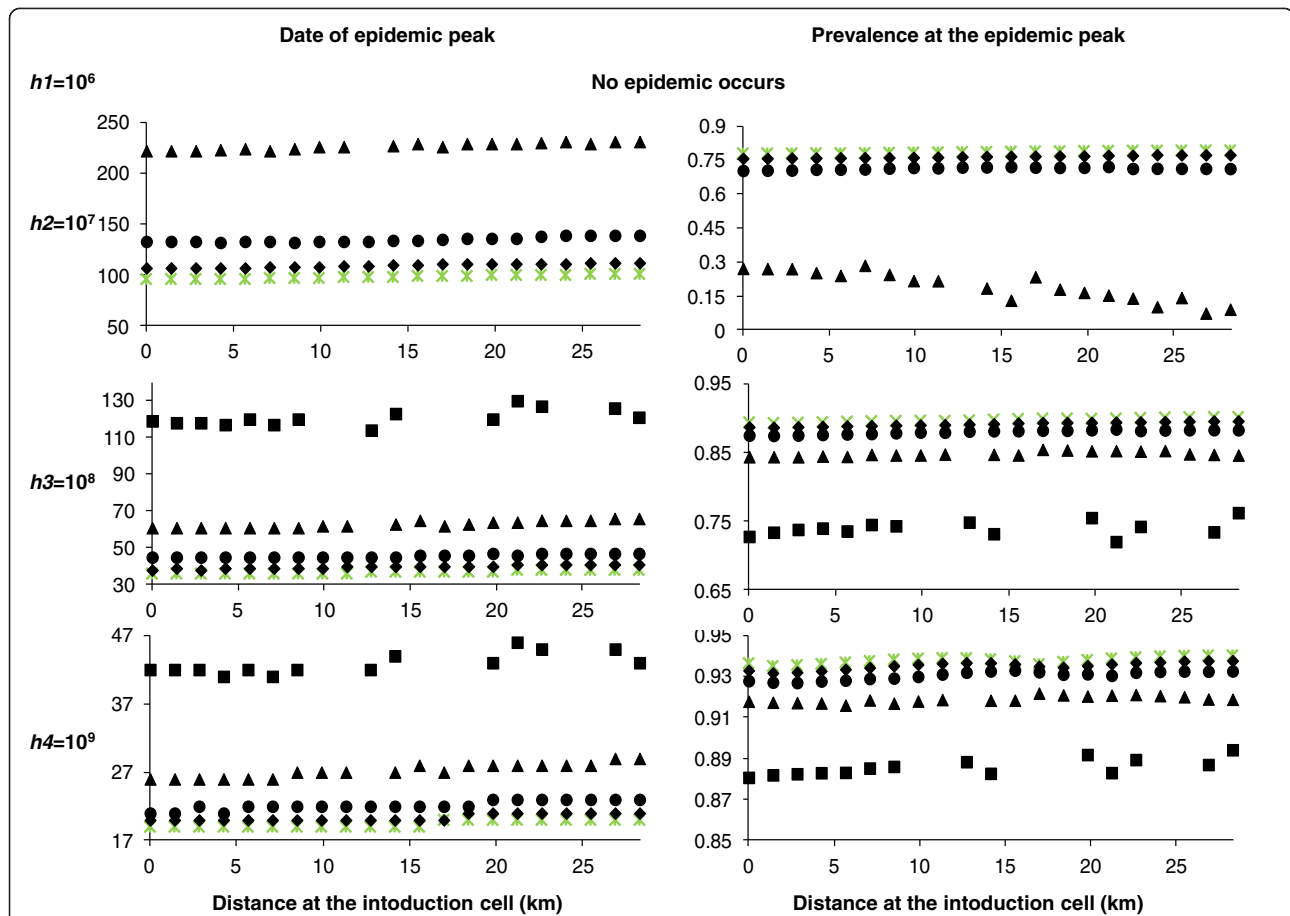 Date of epidemic peak
Prevalence at the epidemic peak
h1=10⁶
No epidemic occurs
250
200
h2=10⁷
150
100
50
0 5 10 15 20 25
0.9
0.75
0.6
0.45
0.3
0.15
0
0 5 10 15 20 25
130
110
90
h3=10⁸
70
50
30
0 5 10 15 20 25
0.95
0.85
0.75
0.65
0 5 10 15 20 25
47
37
h4=10⁹
27
17
0 5 10 15 20 25
0.95
0.93
0.91
0.89
0.87
0.85
0 5 10 15 20 25
Distance at the intoduction cell (km)
Distance at the intoduction cell (km)